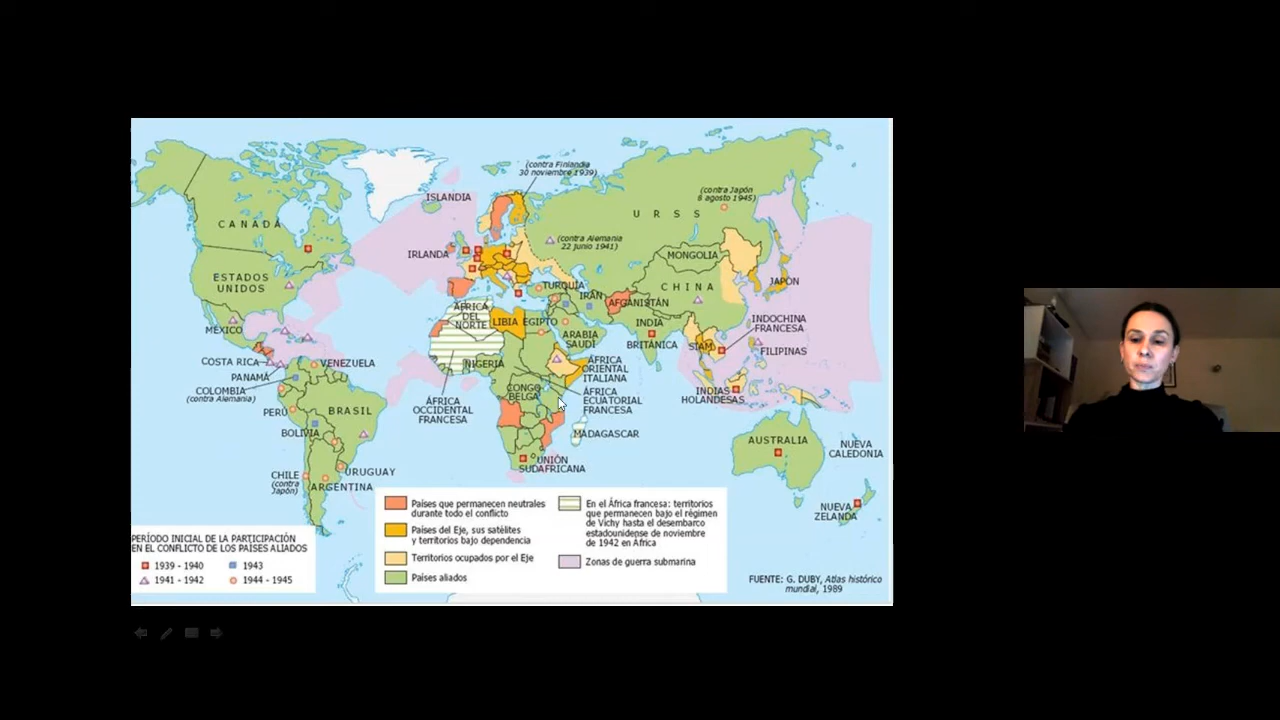 (contra Finlandia
30 noviembre 1939)
(contra Japón
8 agosto 1945)
ISLANDIA
CANADÁ
URSS
IRLANDA
(contra Alemania
22 junio 1941)
MONGOLIA
ESTADOS
UNIDOS
TURQUÍA
CHINA
JAPÓN
IRÁN
AFGANISTÁN
ÁFRICA
DEL
NORTE
LIBIA
EGIPTO
MÉXICO
INDIA
BRITÁNICA
ARABIA
SAUDÍ
SIAM
INDOCHINA
FRANCESA
FILIPINAS
COSTA RICA
VENEZUELA
NIGERIA
ÁFRICA
ORIENTAL
ITALIANA
PANAMÁ
COLOMBIA
(contra Alemania)
CONGO
BELGA
ÁFRICA
ECUATORIAL
FRANCESA
INDIAS
HOLANDESAS
PERÚ
BRASIL
ÁFRICA
OCCIDENTAL
FRANCESA
BOLIVIA
MADAGASCAR
AUSTRALIA
NUEVA
CALEDONIA
CHILE
(contra
Japón)
URUGUAY
ARGENTINA
UNIÓN
SUDAFRICANA
NUEVA
ZELANDA
Países que permanecen neutrales
durante todo el conflicto
Países del Eje, sus satélites
y territorios bajo dependencia
Territorios ocupados por el Eje
Países aliados
En el África francesa: territorios
que permanecen bajo el régimen
de Vichy hasta el desembarco
estadounidense de noviembre
de 1942 en África
Zonas de guerra submarina
PERÍODO INICIAL DE LA PARTICIPACIÓN
EN EL CONFLICTO DE LOS PAÍSES ALIADOS
1939 - 1940
1943
1941 - 1942
1944 - 1945
FUENTE: G. DUBY, Atlas histórico
mundial, 1989